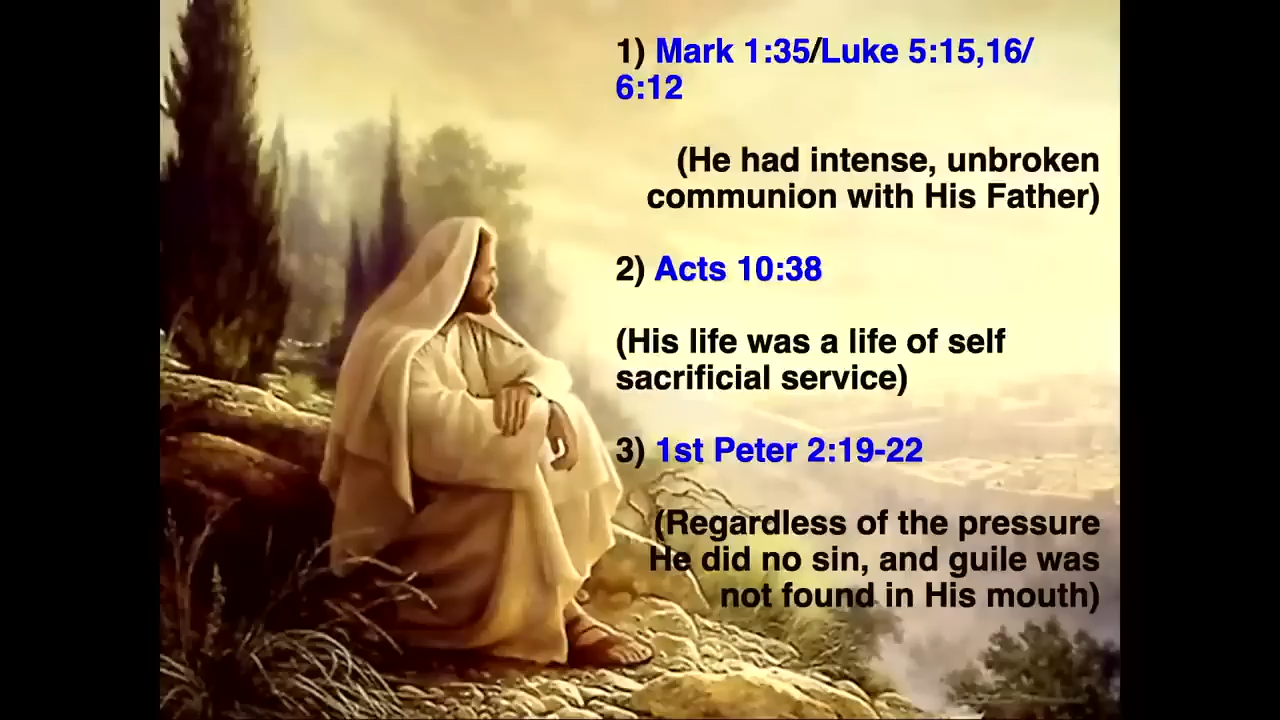 1) Mark 1:35/Luke 5:15,16/
6:12
(He had intense, unbroken
communion with His Father)
2) Acts 10:38
(His life was a life of self
sacrificial service)
3) 1st Peter 2:19-22
(Regardless of the pressure
He did no sin, and guile was
not found in His mouth)